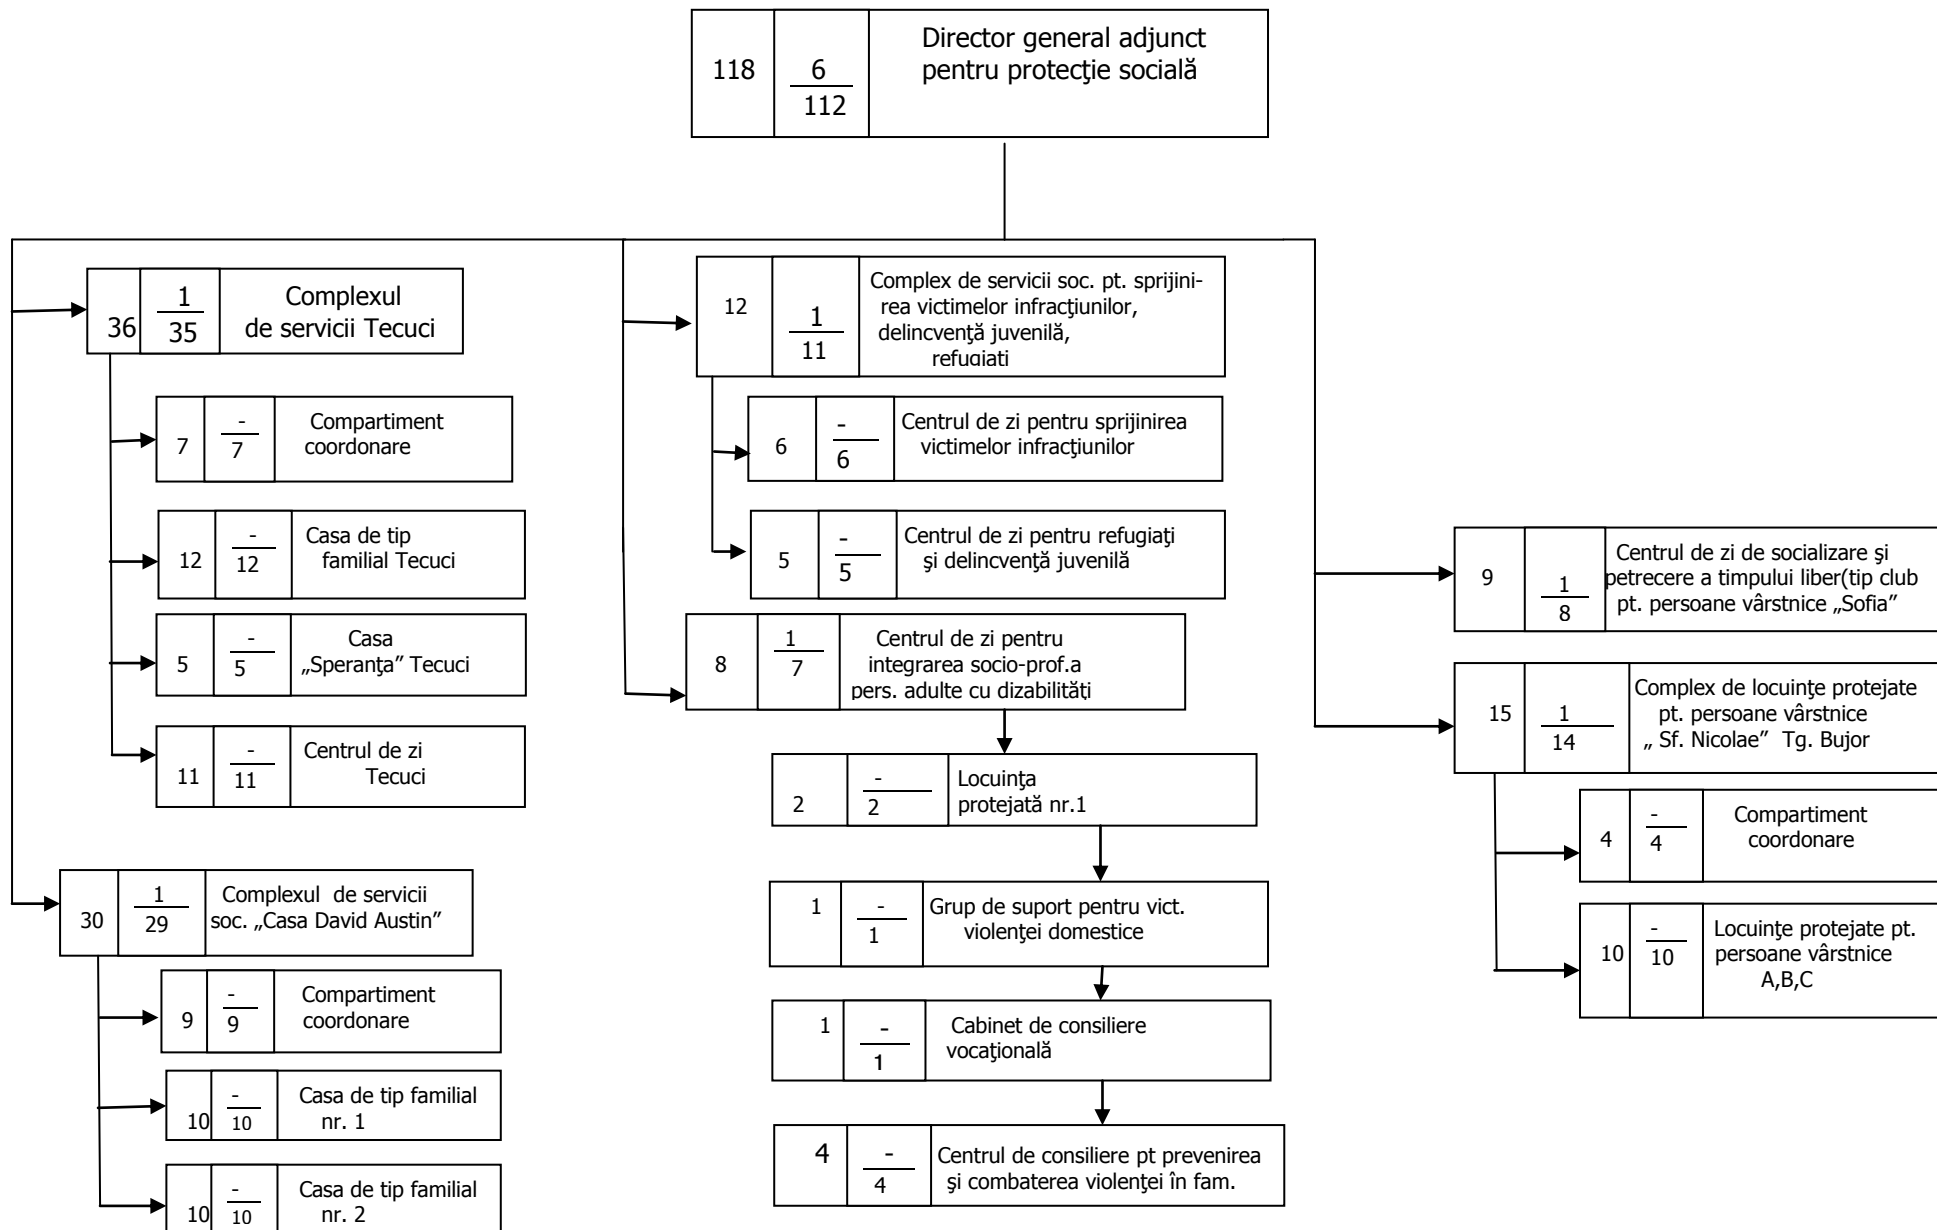 118
6
112
Director general adjunct
pentru protecţie socială
36
1
35
Complexul
de servicii Tecuci
7
-
7
Compartiment
coordonare
12
-
12
Casa de tip
familial Tecuci
5
-
5
Casa
„Speranţa” Tecuci
11
-
11
Centrul de zi
Tecuci
30
1
29
Complexul de servicii
soc. „Casa David Austin”
9
-
9
Compartiment
coordonare
10
-
10
Casa de tip familial
nr. 1
10
-
10
Casa de tip familial
nr. 2
12
1
11
Complex de servicii soc. pt. sprijini-
rea victimelor infracţiunilor,
delincvenţă juvenilă,
refugiati
6
-
6
Centrul de zi pentru sprijinirea
victimelor infracţiunilor
5
-
5
Centrul de zi pentru refugiaţi
şi delincvenţă juvenilă
8
1
7
Centrul de zi pentru
integrarea socio-prof.a
pers. adulte cu dizabilităţi
2
-
2
Locuinţa
protejată nr.1
1
-
1
Grup de suport pentru vict.
violenţei domestice
1
-
1
Cabinet de consiliere
vocaţională
4
-
4
Centrul de consiliere pt prevenirea
şi combaterea violenţei în fam.
9
1
8
Centrul de zi de socializare şi
petrecere a timpului liber(tip club
pt. persoane vârstnice „Sofia”
15
1
14
Complex de locuinţe protejate
pt. persoane vârstnice
„ Sf. Nicolae” Tg. Bujor
4
-
4
Compartiment
coordonare
10
-
10
Locuinţe protejate pt.
persoane vârstnice
A,B,C